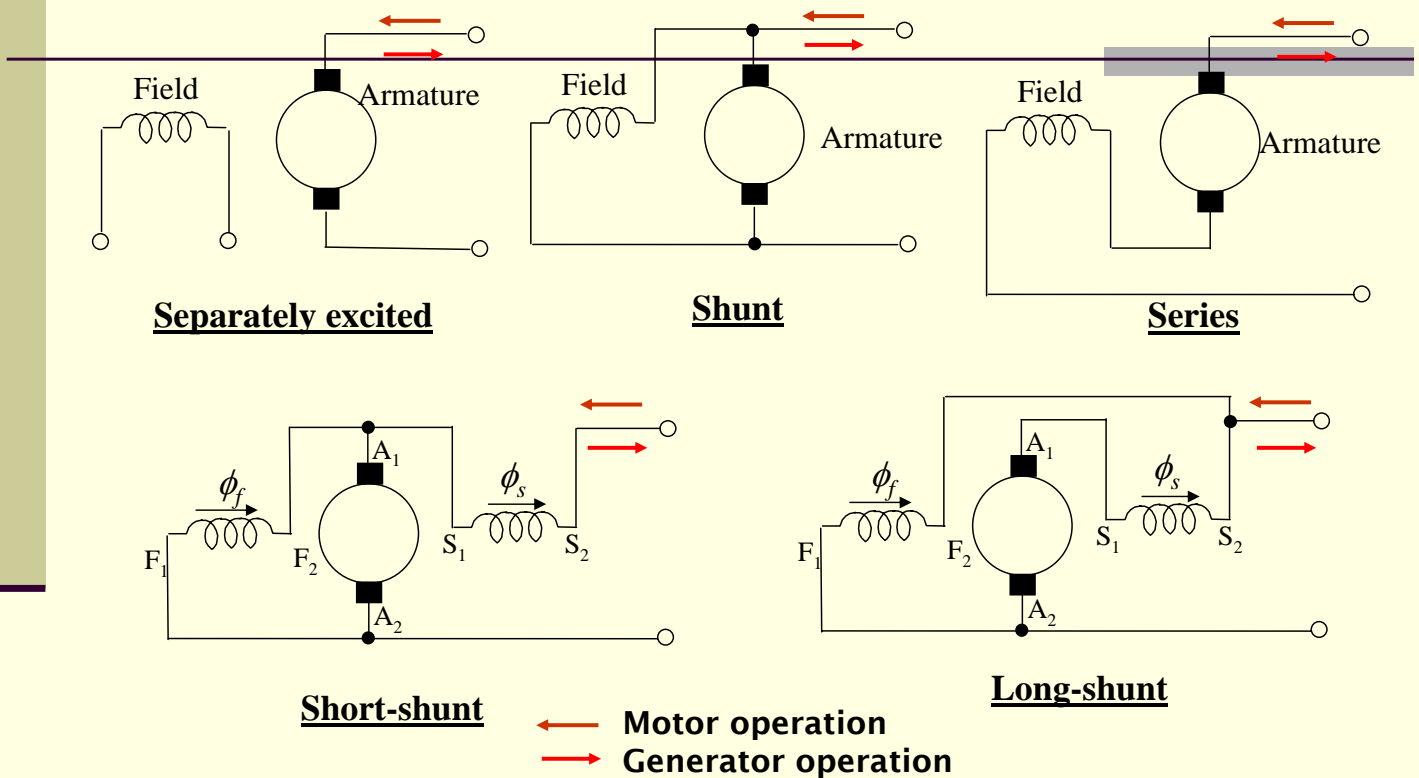 Field
Armature
Separately excited
Field
Armature
Shunt
Field
Armature
Series
ϕf
F1
F2
A1
A2
S1
ϕs
S2
Short-shunt
ϕf
F1
F2
A1
A2
S1
ϕs
S2
Long-shunt
Motor operation
Generator operation